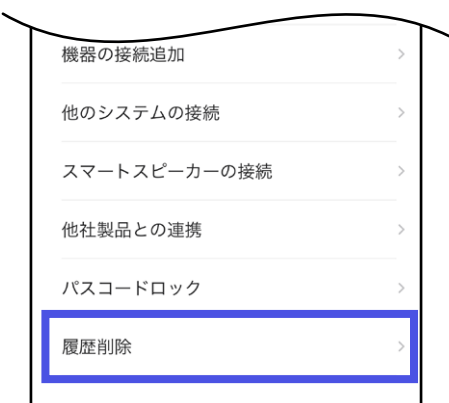 機器の接続追加
他のシステムの接続
スマートスピーカーの接続
他社製品との連携
パスコードロック
履歴削除